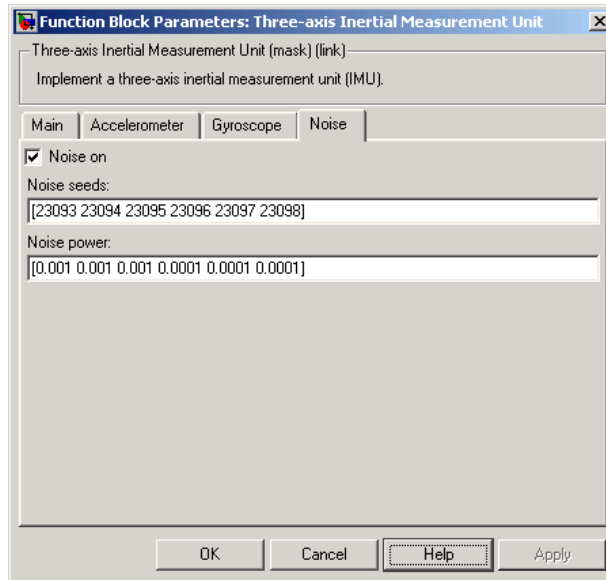 Function Block Parameters: Three-axis Inertial Measurement Unit
Three-axis Inertial Measurement Unit (mask) (link)
Implement a three-axis inertial measurement unit (IMU).
Main Accelerometer Gyroscope Noise
Noise on
Noise seeds:
[23093 23094 23095 23096 23097 23098]
Noise power:
[0.001 0.001 0.001 0.0001 0.0001 0.0001]
OK Cancel Help Apply